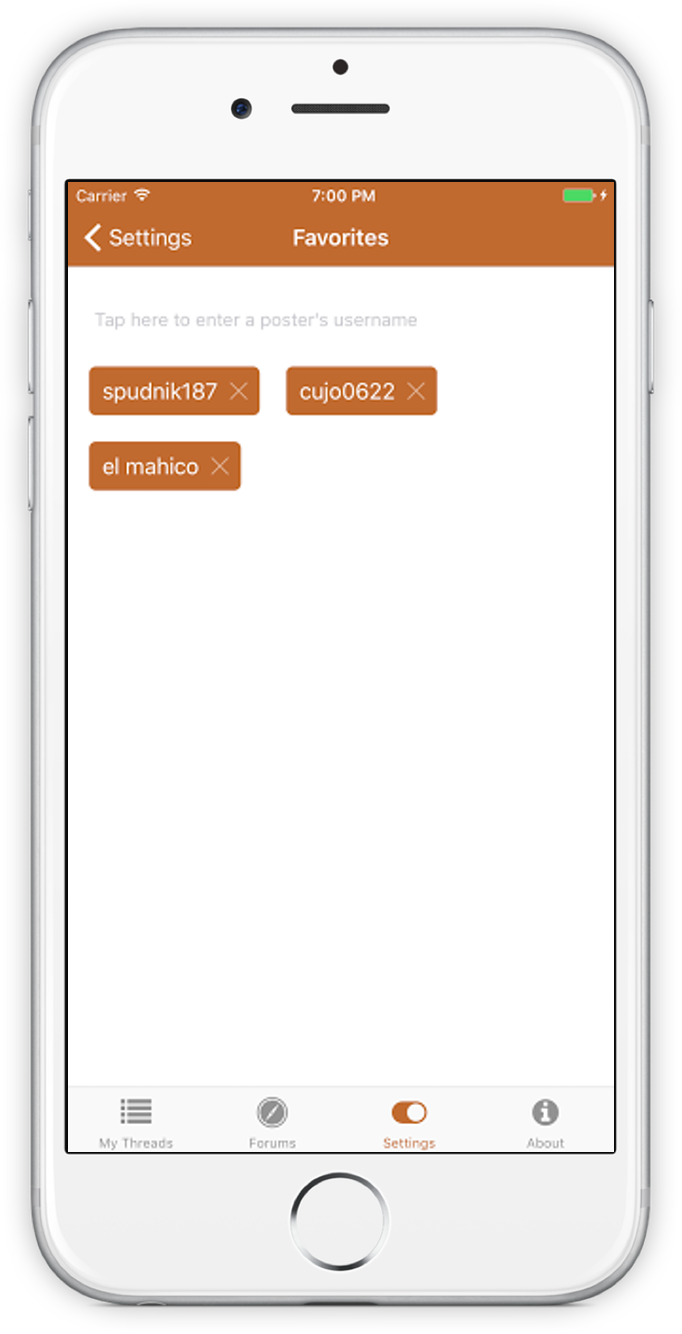 Carrier 7:00 PM
Settings Favorites
Tap here to enter a poster's username
spudnik187 cujo0622
el mahico
My Threads Forums Settings About